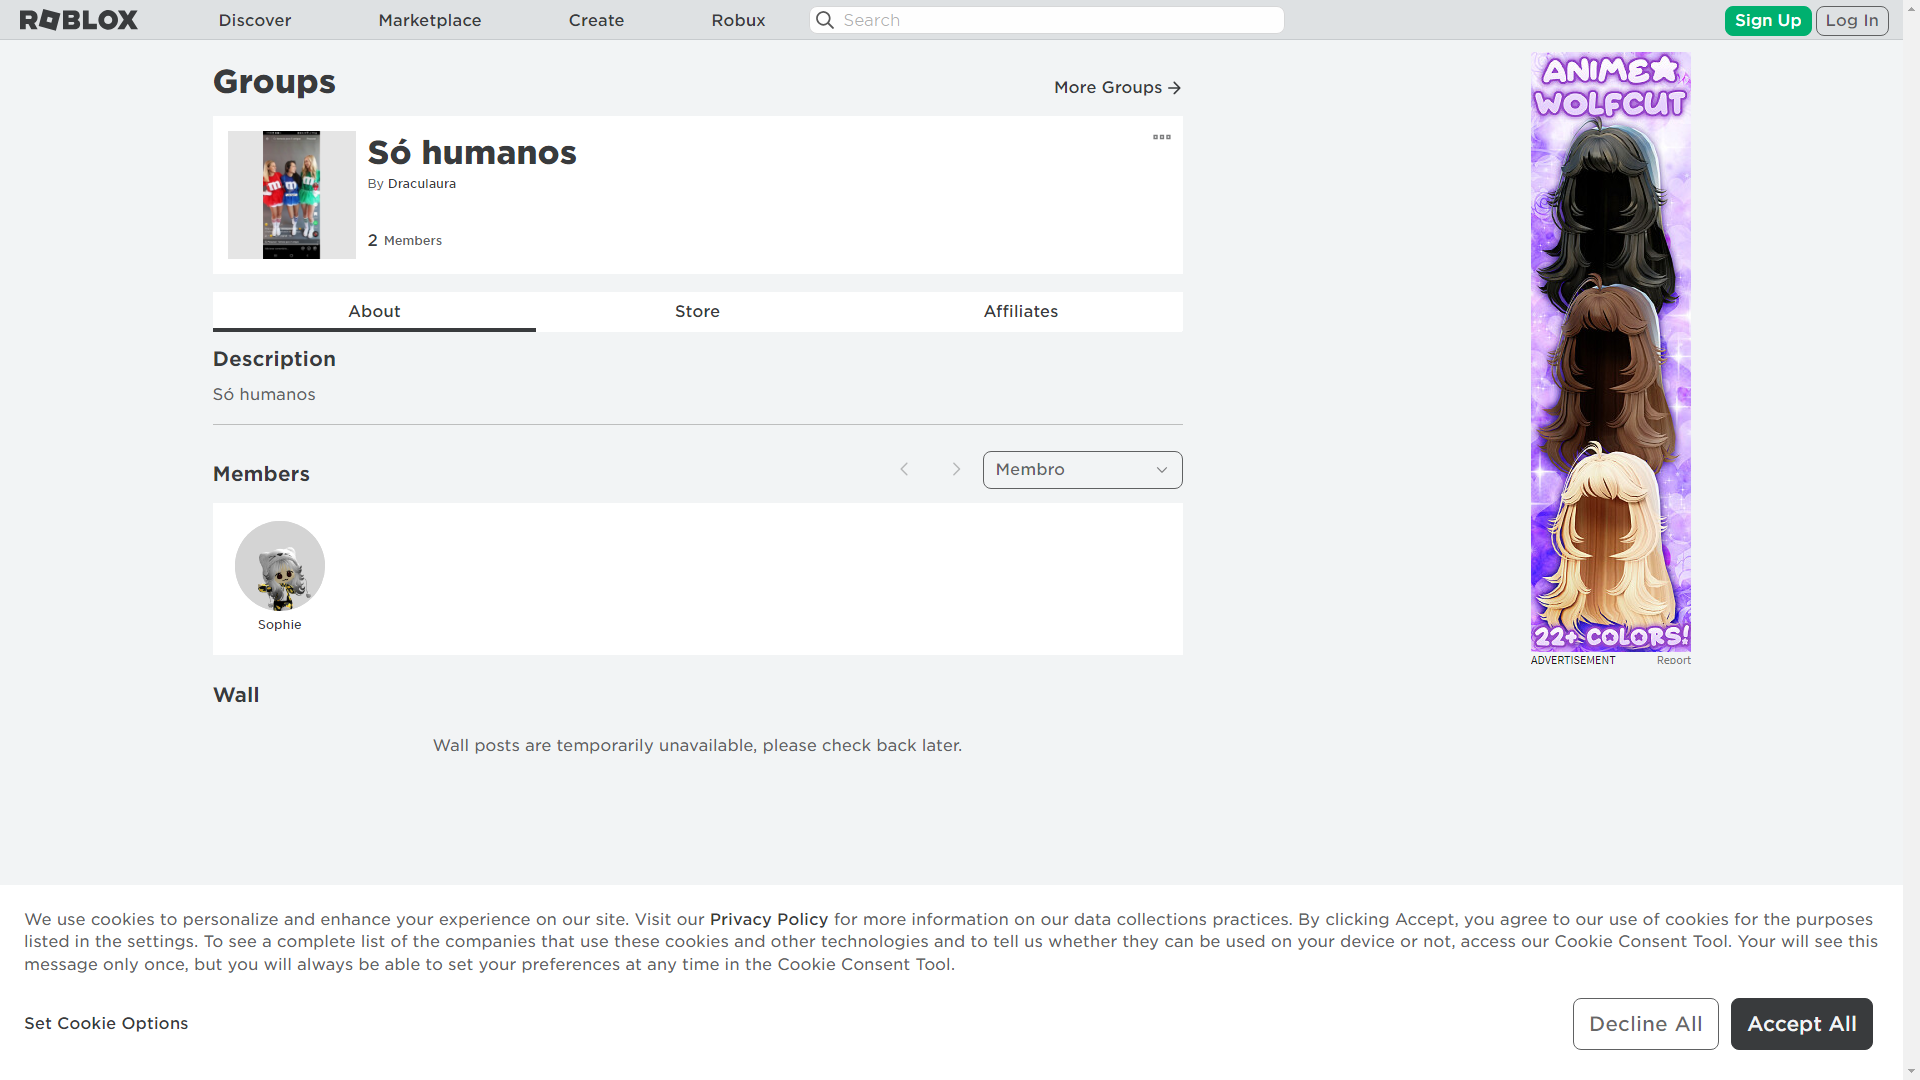 ROBLOX
Discover
Marketplace
Create
Robux
Search
Sign Up
Log In
Groups
More Groups
Só humanos
By Draculaura
2 Members
About
Store
Affiliates
Description
Só humanos
Members
Membro
Sophie
Wall
Wall posts are temporarily unavailable, please check back later.
ANIME
WOLFCUT
22+ COLORS!
ADVERTISEMENT
Report
We use cookies to personalize and enhance your experience on our site. Visit our Privacy Policy for more information on our data collections practices. By clicking Accept, you agree to our use of cookies for the purposes
listed in the settings. To see a complete list of the companies that use these cookies and other technologies and to tell us whether they can be used on your device or not, access our Cookie Consent Tool. Your will see this
message only once, but you will always be able to set your preferences at any time in the Cookie Consent Tool.
Set Cookie Options
Decline All
Accept All